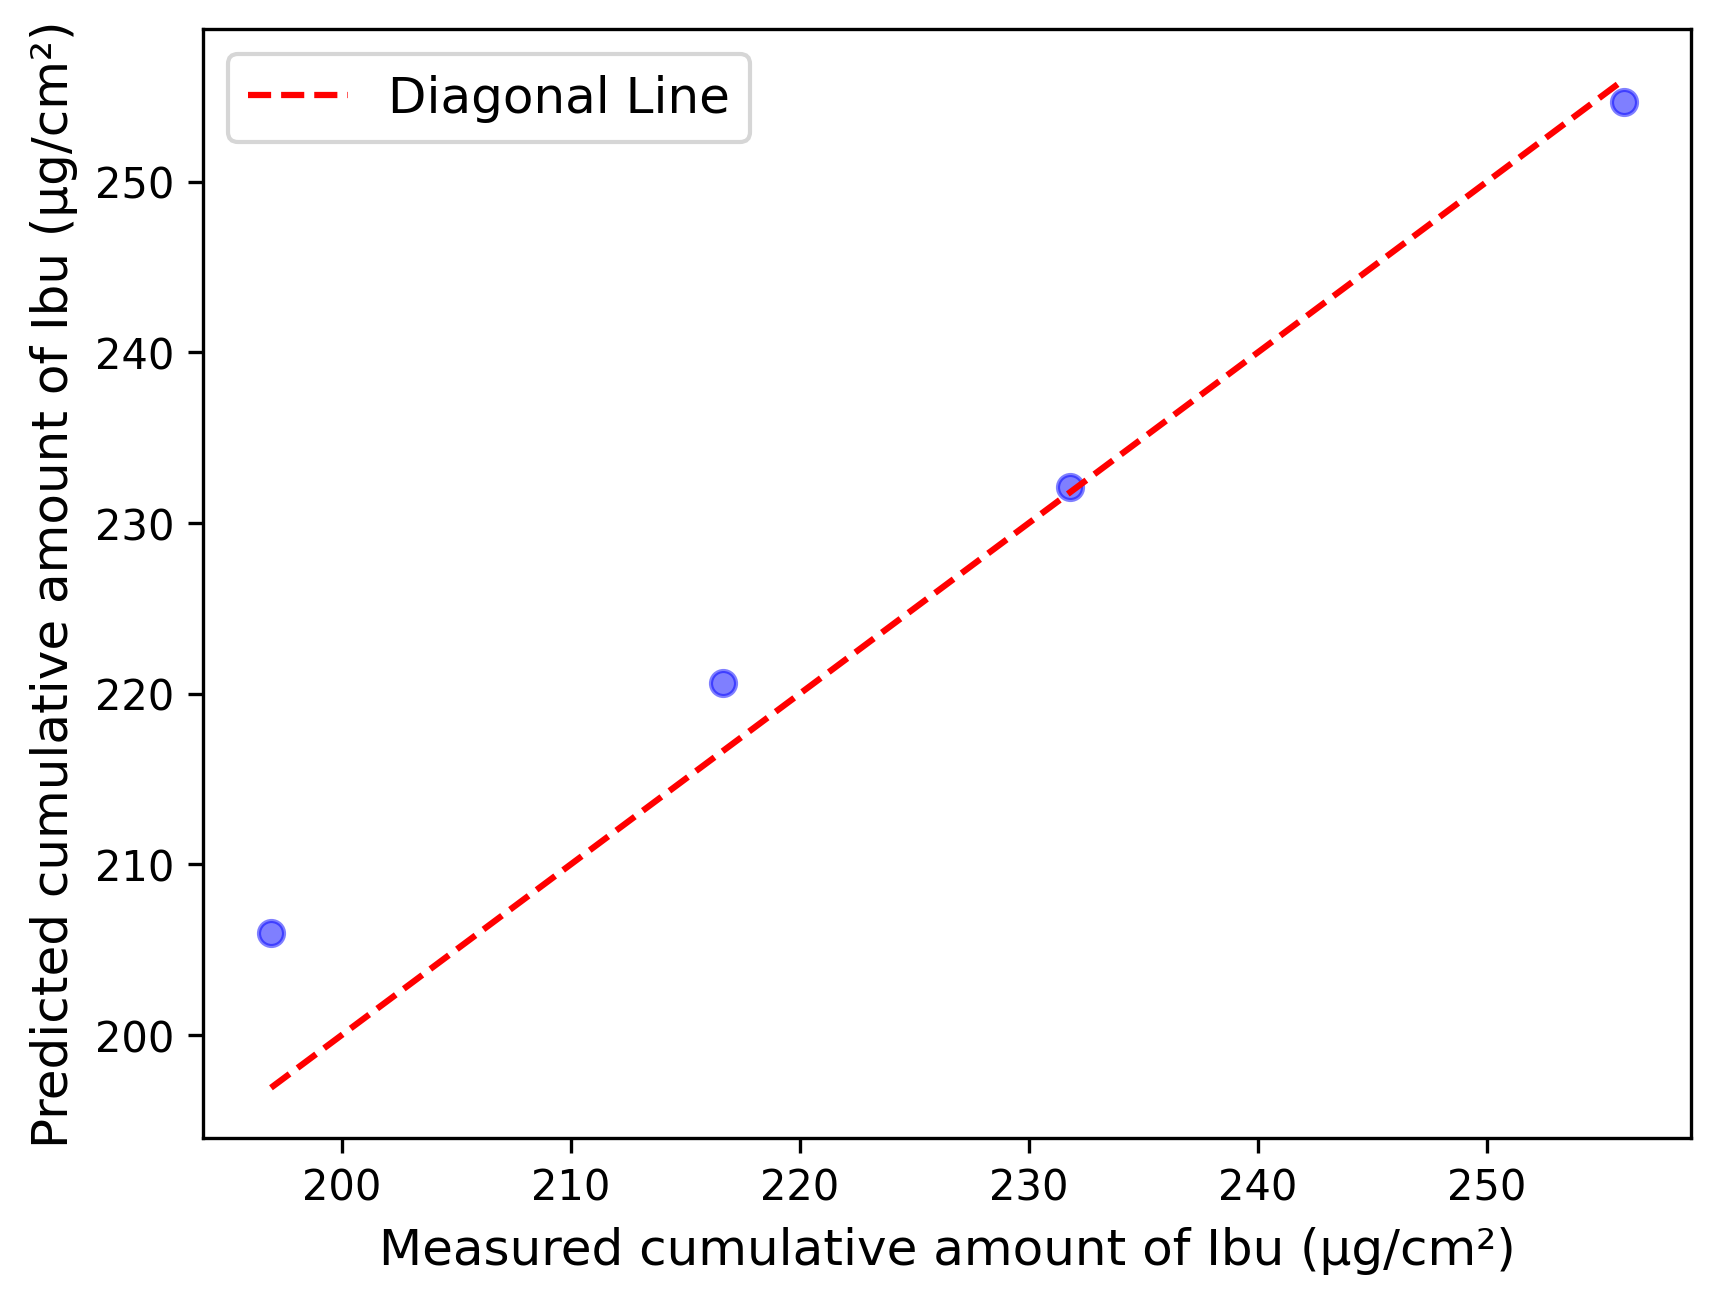 Predicted cumulative amount of Ibu (µg/cm²)
Diagonal Line
250
240
230
220
210
200
200 210 220 230 240 250
Measured cumulative amount of Ibu (µg/cm²)